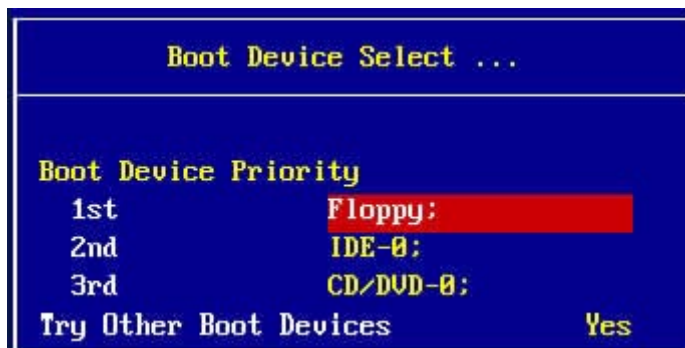 Boot Device Select ...
Boot Device Priority
1st Floppy;
2nd IDE-0;
3rd CD/DVD-0;
Try Other Boot Devices Yes